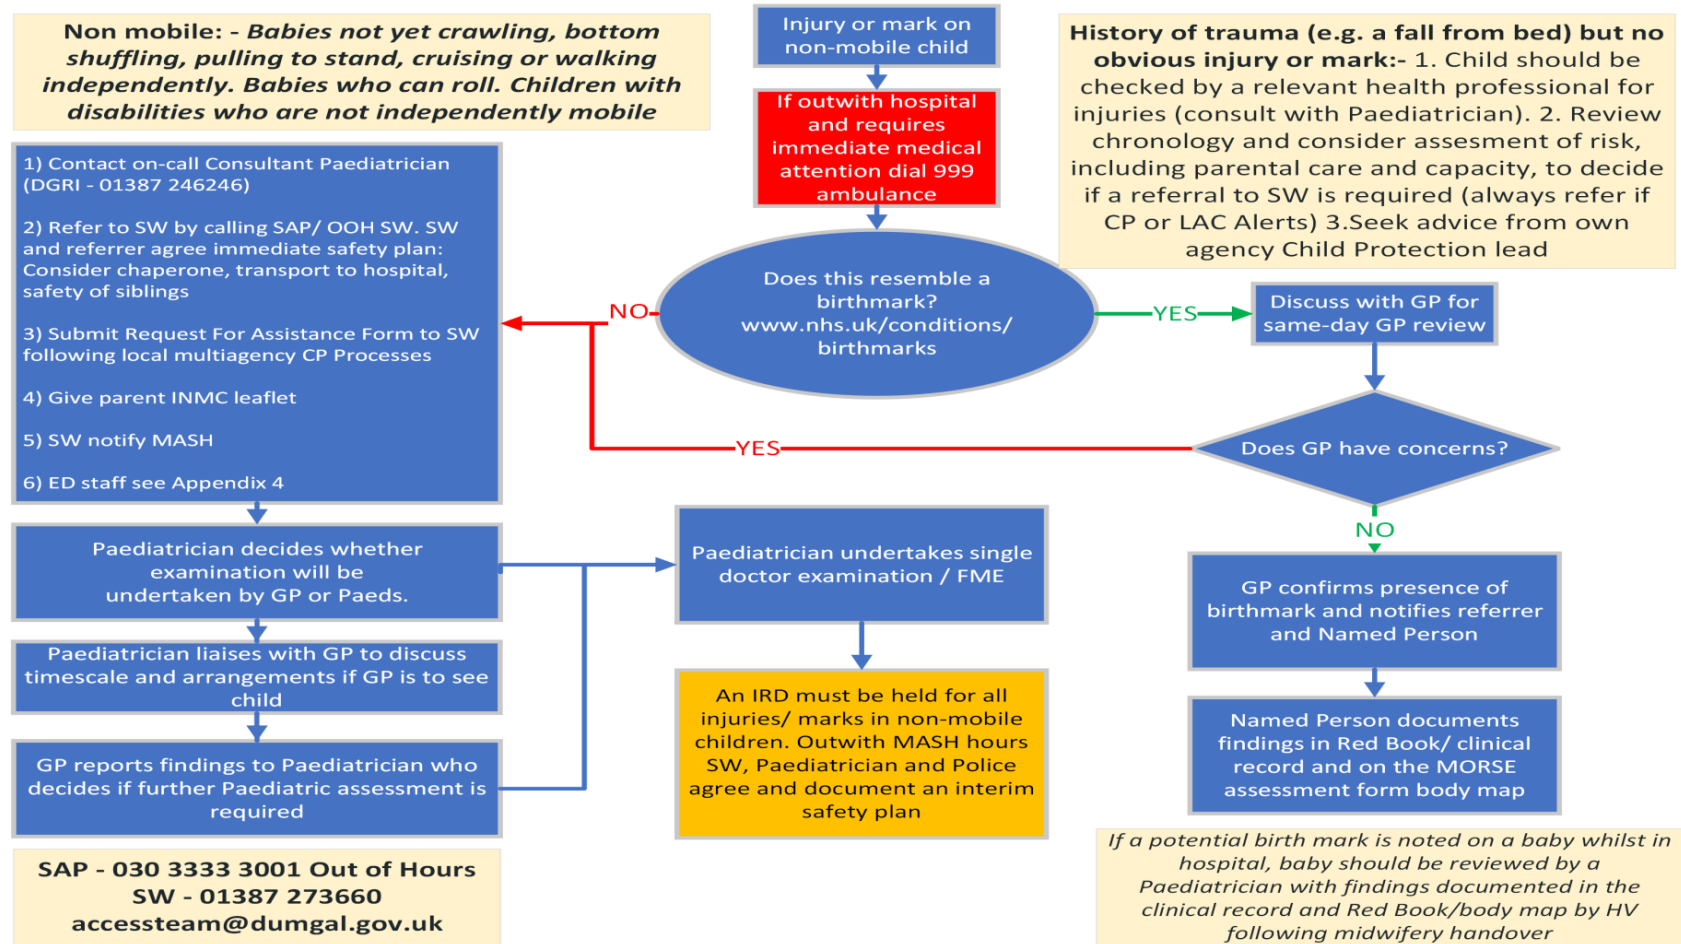 Non mobile: - Babies not yet crawling, bottom
shuffling, pulling to stand, cruising or walking
independently. Babies who can roll. Children with
disabilities who are not independently mobile
Injury or mark on
non-mobile child
History of trauma (e.g. a fall from bed) but no
obvious injury or mark:- 1. Child should be
checked by a relevant health professional for
injuries (consult with Paediatrician). 2. Review
chronology and consider assesment of risk,
including parental care and capacity, to decide
if a referral to SW is required (always refer if
CP or LAC Alerts) 3.Seek advice from own
agency Child Protection lead
If outwith hospital
and requires
immediate medical
attention dial 999
ambulance
Does this resemble a
birthmark?
www.nhs.uk/conditions/
birthmarks
NO
YES
Discuss with GP for
same-day GP review
1) Contact on-call Consultant Paediatrician
(DGRI - 01387 246246)
2) Refer to SW by calling SAP/ OOH SW. SW
and referrer agree immediate safety plan:
Consider chaperone, transport to hospital,
safety of siblings
3) Submit Request For Assistance Form to SW
following local multiagency CP Processes
4) Give parent INMC leaflet
5) SW notify MASH
6) ED staff see Appendix 4
YES
Does GP have concerns?
NO
Paediatrician decides whether
examination will be
undertaken by GP or Paeds.
Paediatrician undertakes single
doctor examination / FME
GP confirms presence of
birthmark and notifies referrer
and Named Person
Paediatrician liaises with GP to discuss
timescale and arrangements if GP is to see
child
An IRD must be held for all
injuries/ marks in non-mobile
children. Outwith MASH hours
SW, Paediatrician and Police
agree and document an interim
safety plan
Named Person documents
findings in Red Book/ clinical
record and on the MORSE
assessment form body map
GP reports findings to Paediatrician who
decides if further Paediatric assessment is
required
SAP - 030 3333 3001 Out of Hours
SW - 01387 273660
accessteam@dumgal.gov.uk
If a potential birth mark is noted on a baby whilst in
hospital, baby should be reviewed by a
Paediatrician with findings documented in the
clinical record and Red Book/body map by HV
following midwifery handover